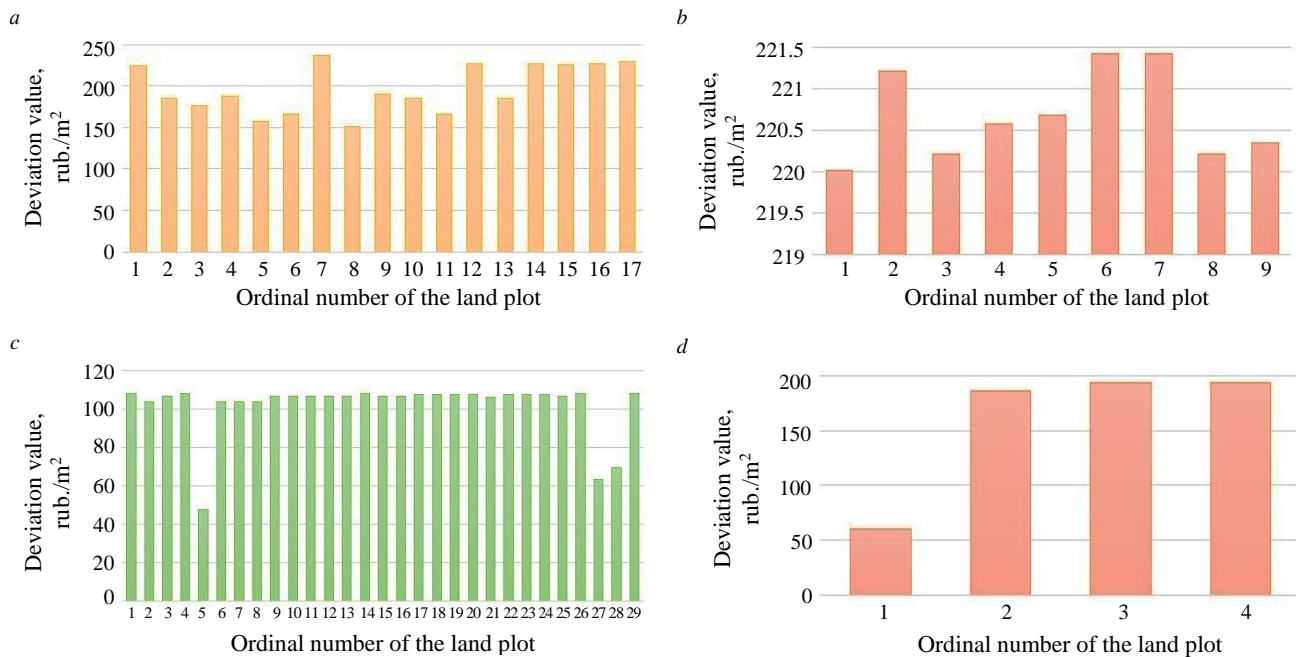 a
Deviation value,
rub./m²
250
200
150
100
50
0
1 2 3 4 5 6 7 8 9 10 11 12 13 14 15 16 17
Ordinal number of the land plot
b
Deviation value,
rub./m²
221.5
221
220.5
220
219.5
219
1 2 3 4 5 6 7 8 9
Ordinal number of the land plot
c
Deviation value,
rub./m²
120
100
80
60
40
20
0
1 2 3 4 5 6 7 8 9 10 11 12 13 14 15 16 17 18 19 20 21 22 23 24 25 26 27 28 29
Ordinal number of the land plot
d
Deviation value,
rub./m²
200
150
100
50
0
1 2 3 4
Ordinal number of the land plot